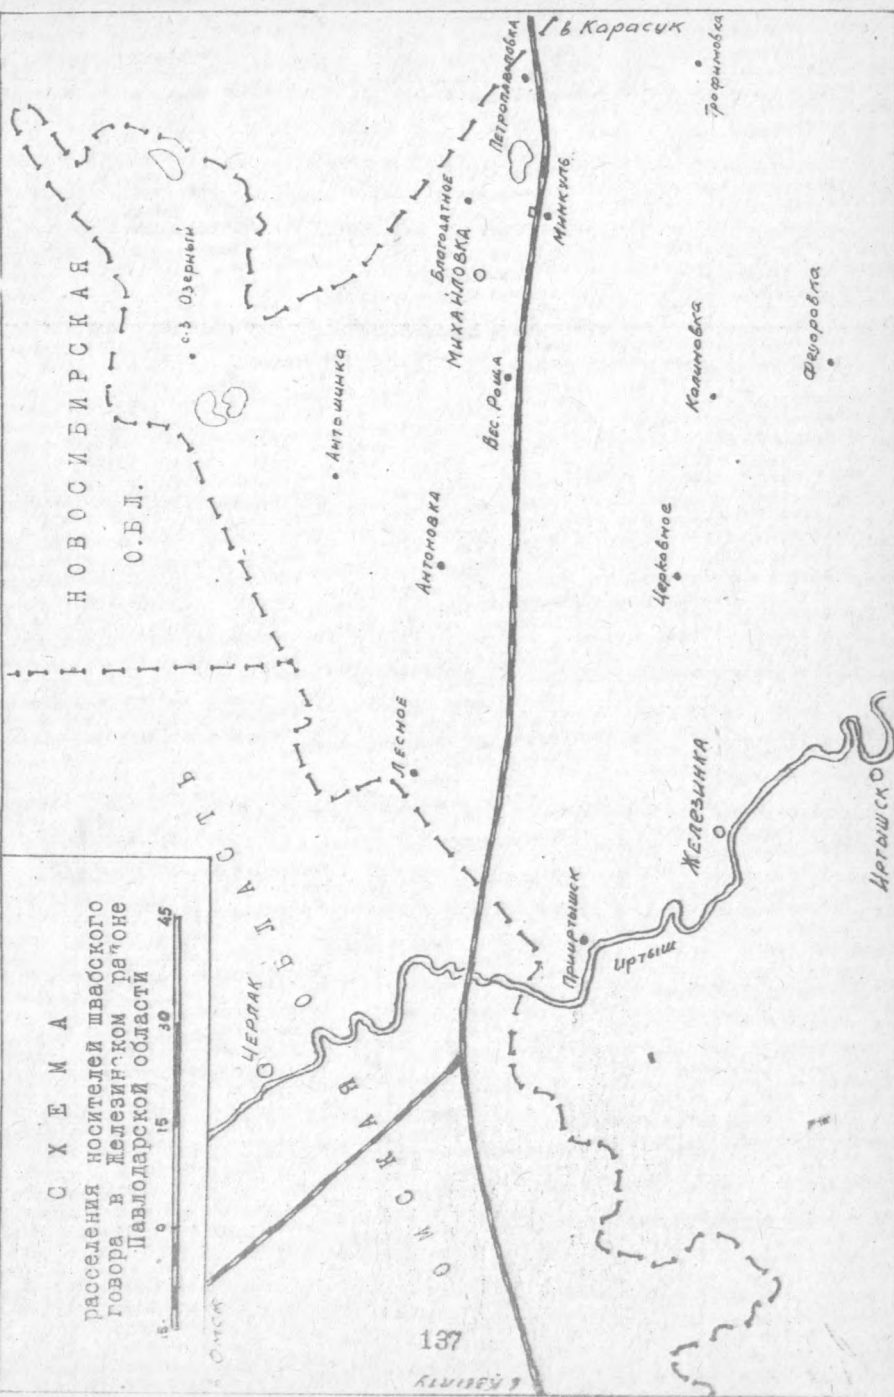 СХЕМА
расселения носителей швабского
говора в Железинском районе
Павлодарской области
15 0 15 30 45
НОВОСИБИРСКАЯ
ОБЛ.
ОМСКАЯ ОБЛАСТЬ
Омск
ЧЕРЛАК
с-з Озерный
Антошинка
Лесное
Антоновка
Благодатное
МИХАЙЛОВКА
Петропавловка
в Карасук
Вес. Роща
Минкиль
Трофимовка
Прииртышск
Иртыш
ЖЕЛЕЗИНКА
Церковное
Калиновка
Федоровка
Иртышск
137